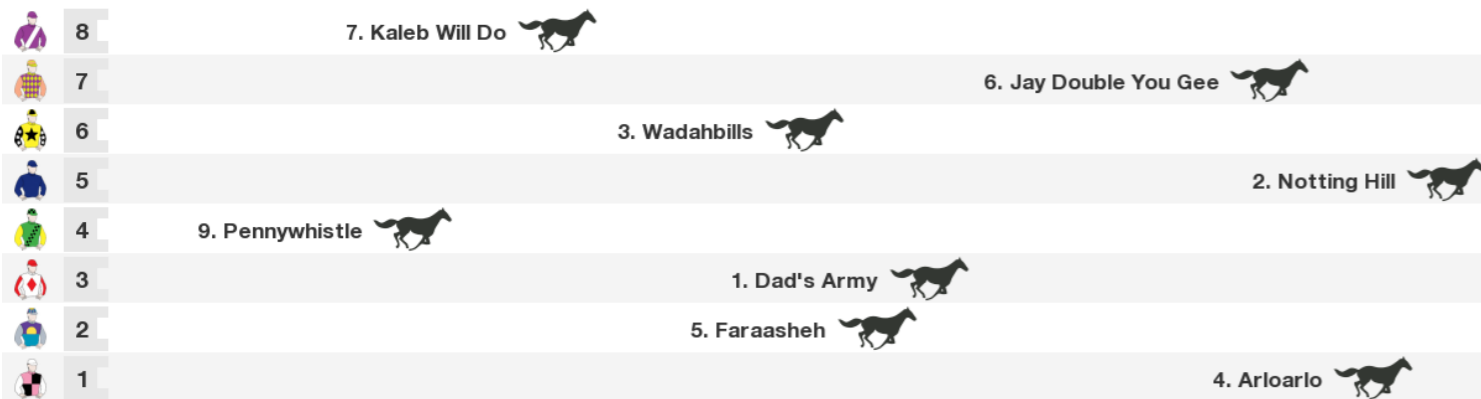 8 7. Kaleb Will Do
7 6. Jay Double You Gee
6 3. Wadahbills
5 2. Notting Hill
4 9. Pennywhistle
3 1. Dad's Army
2 5. Faraasheh
1 4. Arloarlo